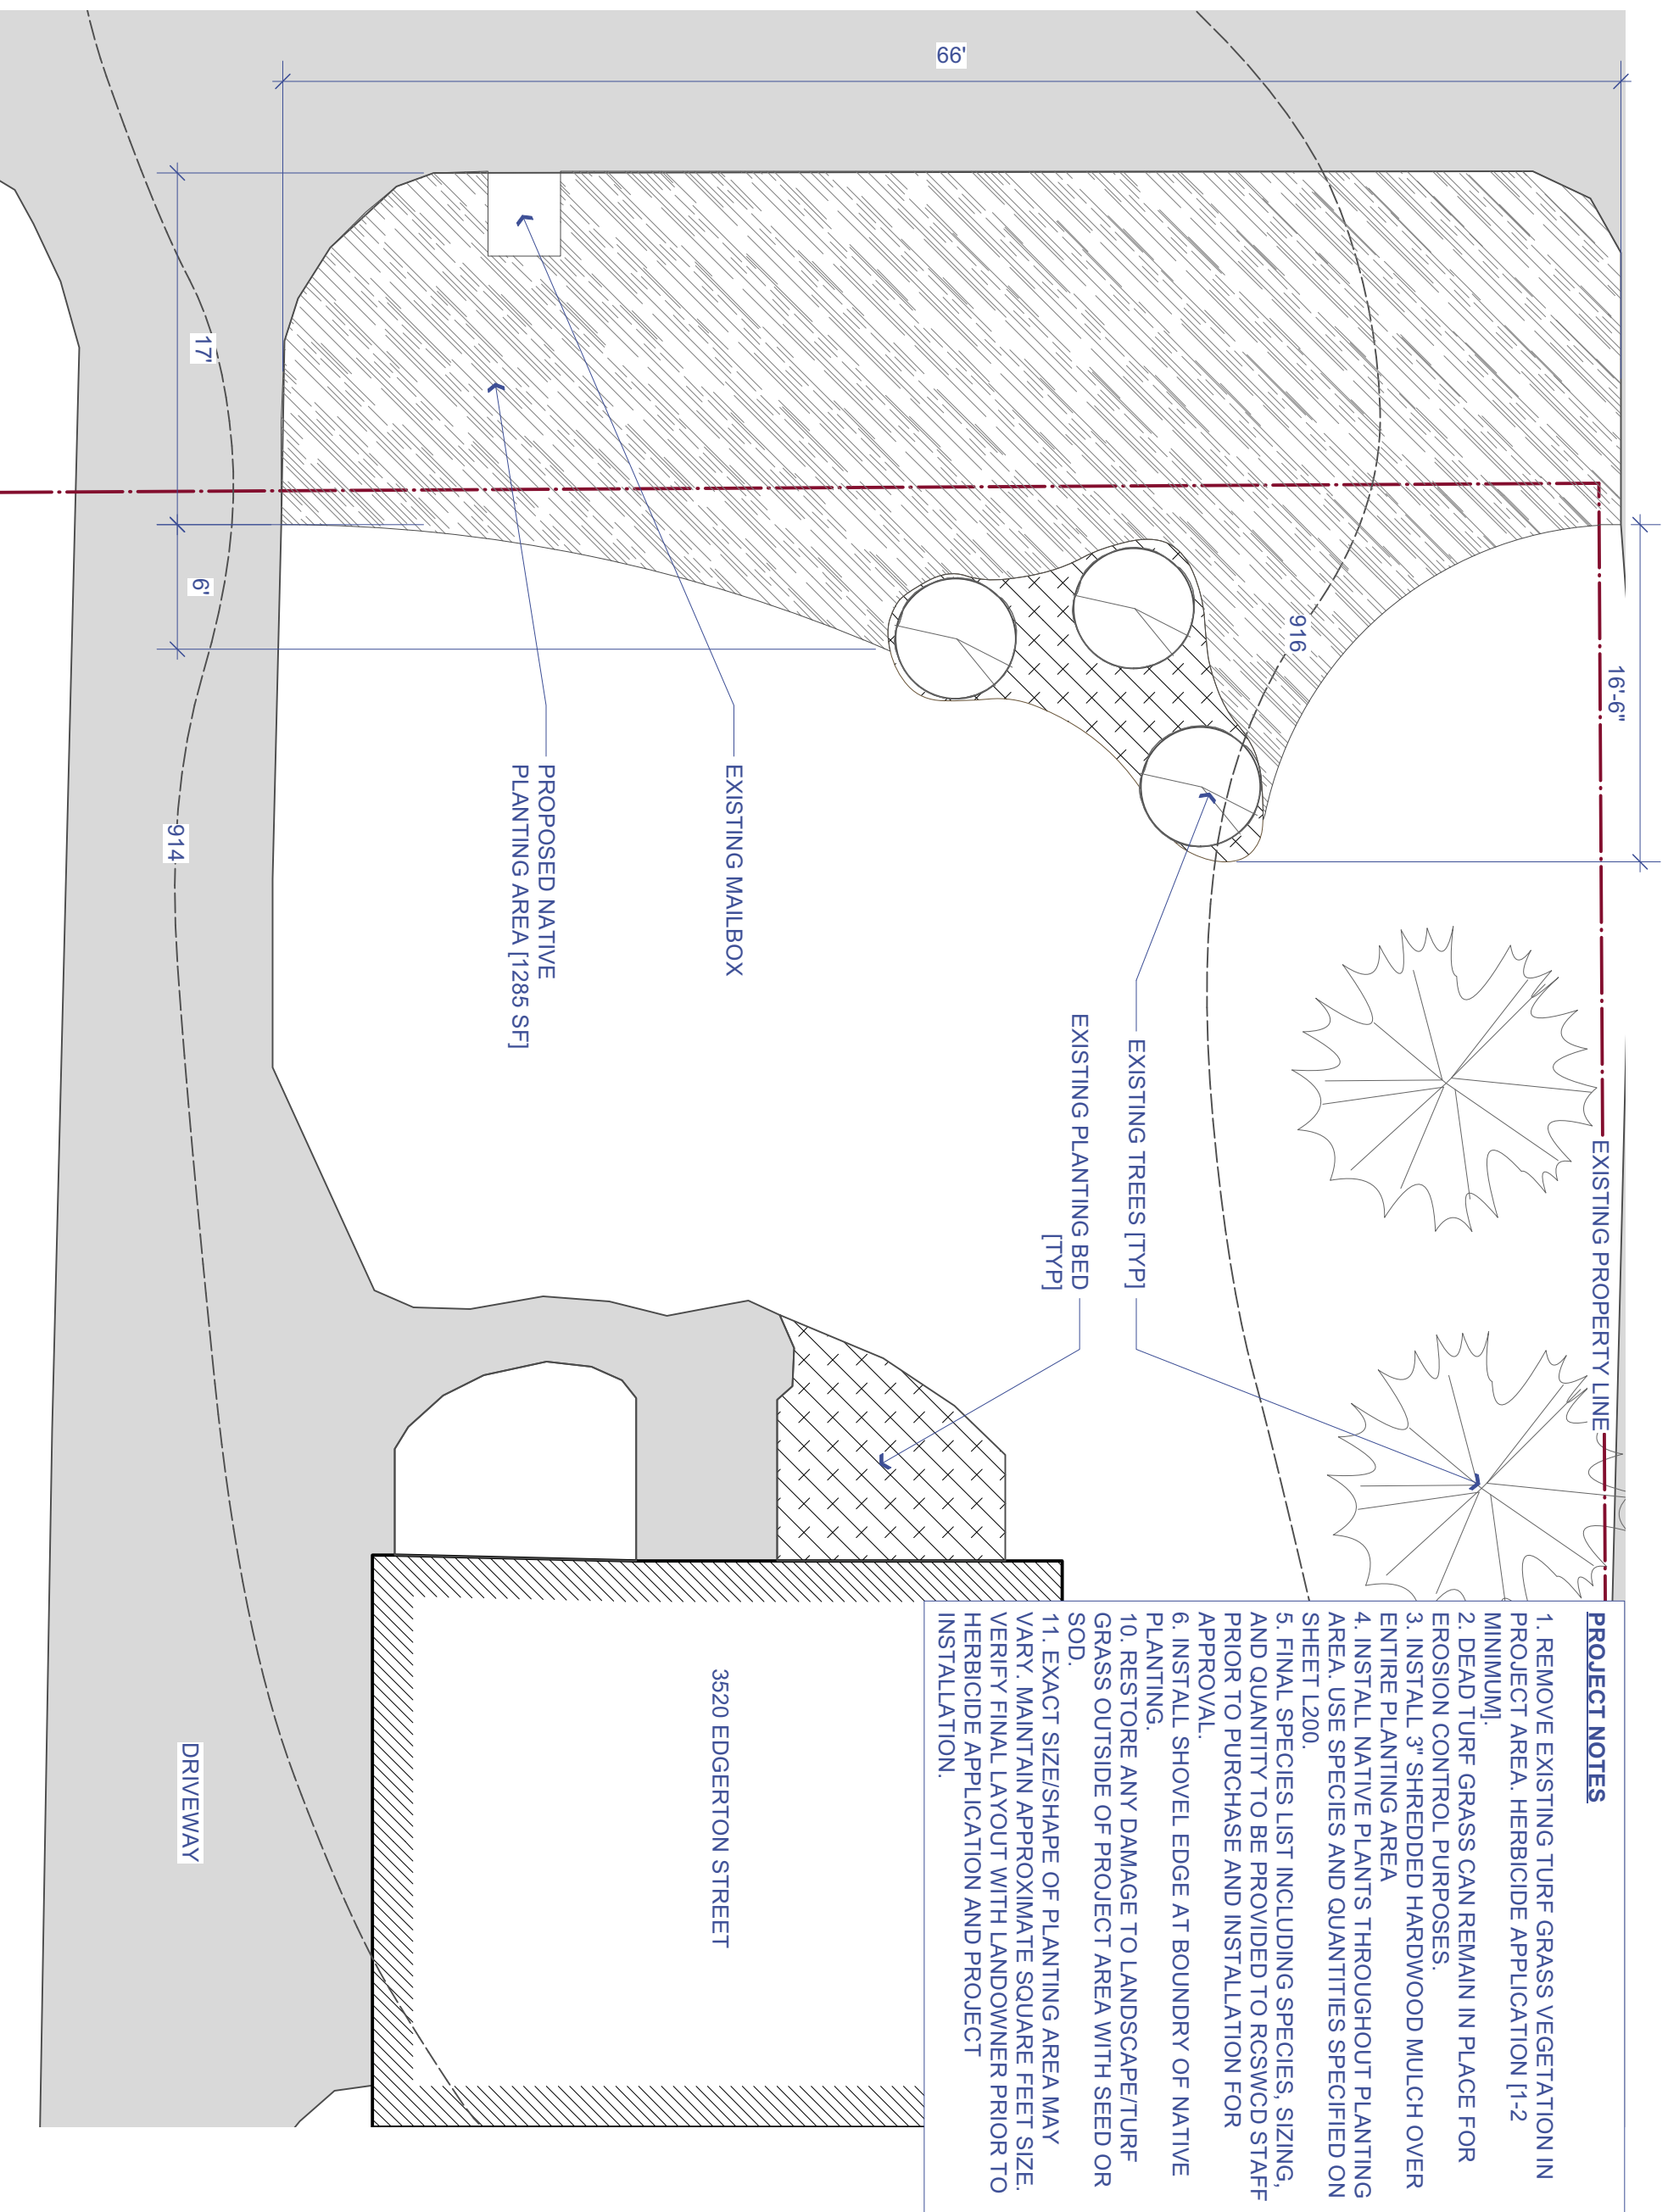 PROJECT NOTES
1. REMOVE EXISTING TURF GRASS VEGETATION IN
PROJECT AREA. HERBICIDE APPLICATION [1-2
MINIMUM].
2. DEAD TURF GRASS CAN REMAIN IN PLACE FOR
EROSION CONTROL PURPOSES.
3. INSTALL 3" SHREDDED HARDWOOD MULCH OVER
ENTIRE PLANTING AREA
4. INSTALL NATIVE PLANTS THROUGHOUT PLANTING
AREA. USE SPECIES AND QUANTITIES SPECIFIED ON
SHEET L200.
5. FINAL SPECIES LIST INCLUDING SPECIES, SIZING,
AND QUANTITY TO BE PROVIDED TO RCSWCD STAFF
PRIOR TO PURCHASE AND INSTALLATION FOR
APPROVAL.
6. INSTALL SHOVEL EDGE AT BOUNDRY OF NATIVE
PLANTING.
10. RESTORE ANY DAMAGE TO LANDSCAPE/TURF
GRASS OUTSIDE OF PROJECT AREA WITH SEED OR
SOD.
11. EXACT SIZE/SHAPE OF PLANTING AREA MAY
VARY. MAINTAIN APPROXIMATE SQUARE FEET SIZE.
VERIFY FINAL LAYOUT WITH LANDOWNER PRIOR TO
HERBICIDE APPLICATION AND PROJECT
INSTALLATION.
16'-6"
EXISTING PROPERTY LINE
916
EXISTING TREES [TYP]
EXISTING PLANTING BED
[TYP]
66'
EXISTING MAILBOX
3520 EDGERTON STREET
PROPOSED NATIVE
PLANTING AREA [1285 SF]
17'
6'
914
DRIVEWAY